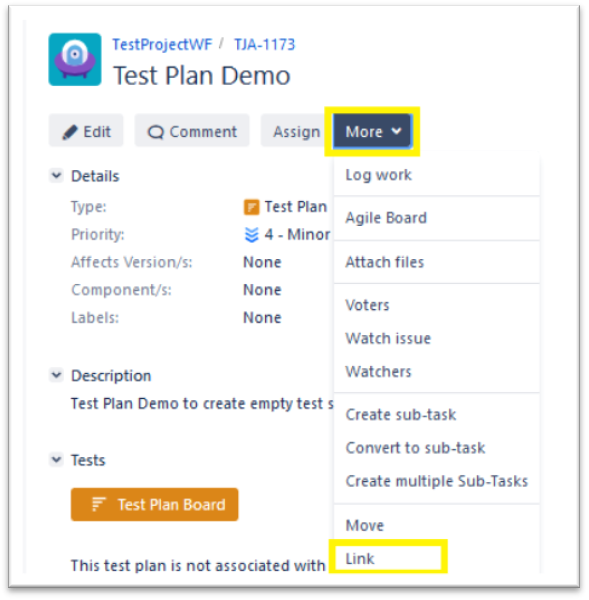 TestProjectWF / TJA-1173
Test Plan Demo
Edit Comment Assign More
Details
Type: Test Plan
Priority: 4 - Minor
Affects Version/s: None
Component/s: None
Labels: None
Description
Test Plan Demo to create empty test s
Tests
Test Plan Board
This test plan is not associated with
Log work
Agile Board
Attach files
Voters
Watch issue
Watchers
Create sub-task
Convert to sub-task
Create multiple Sub-Tasks
Move
Link